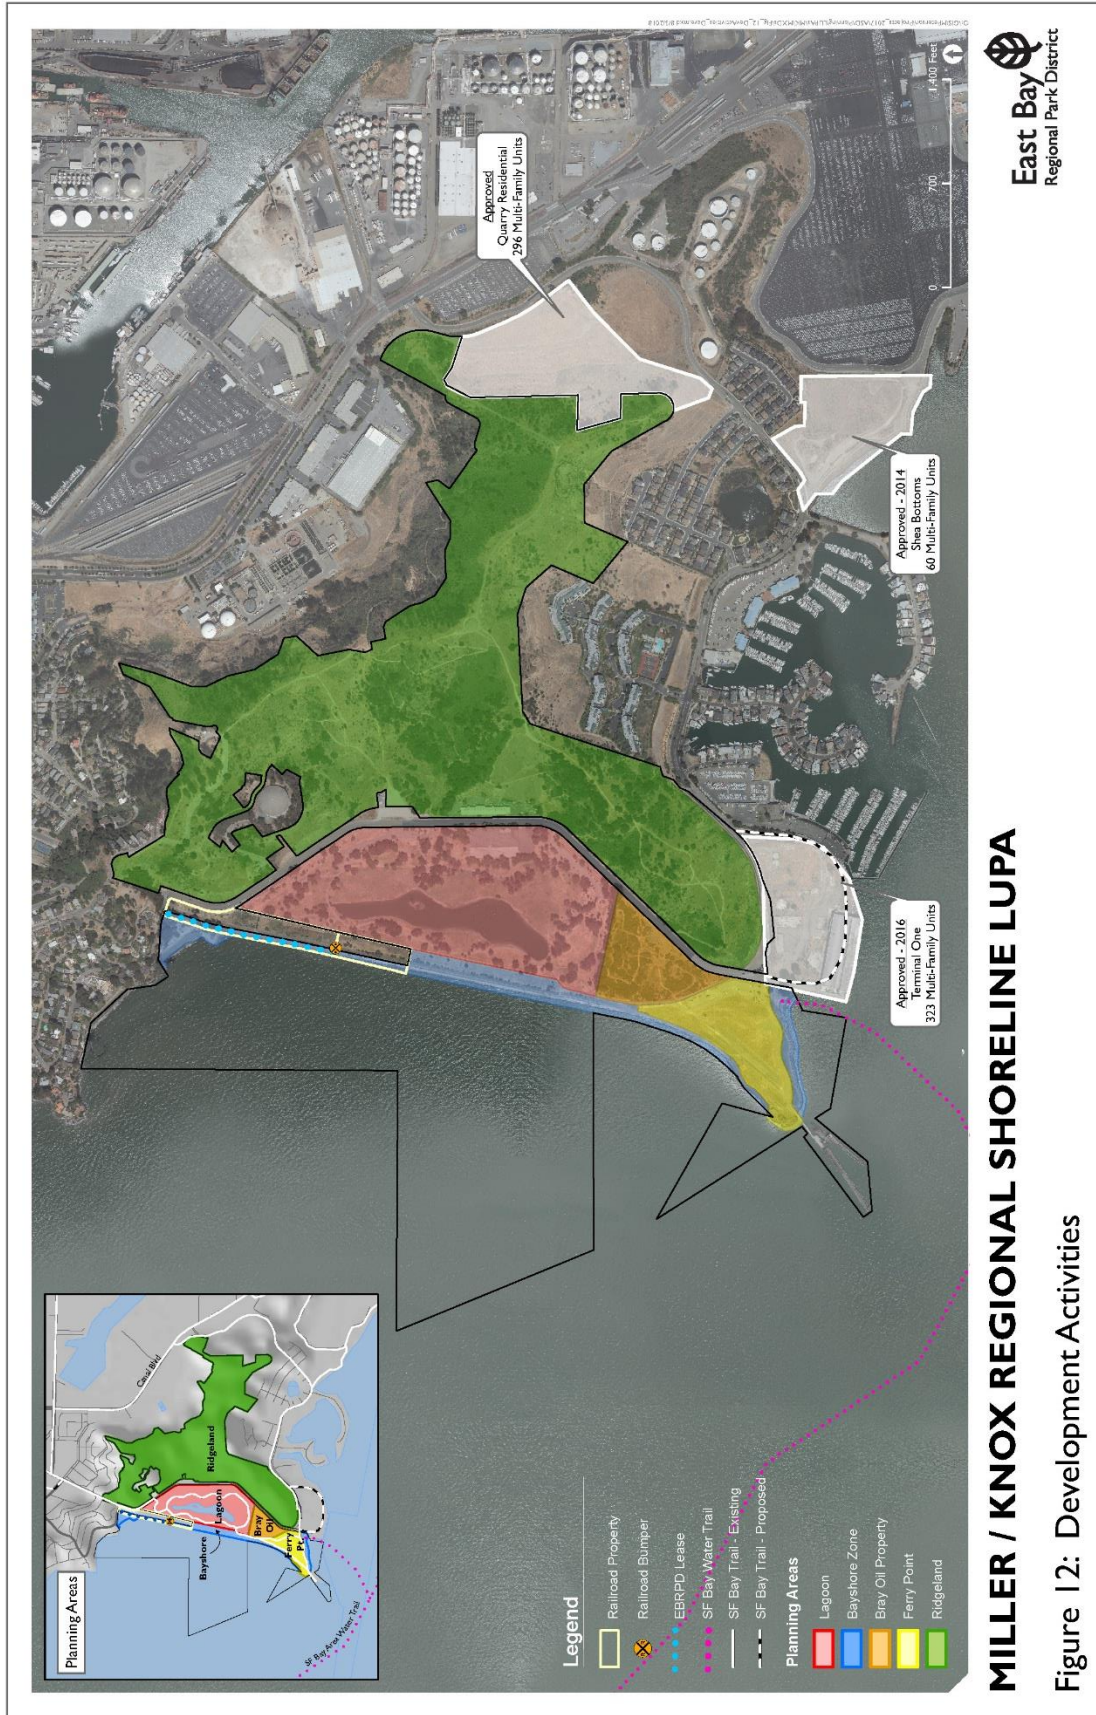 Planning Areas
Canal Blvd
Ridgeland
Lagoon
Bayshore
Bray
Oil
Ferry
Pt.
SF Bay Area Water Trail
Approved
Quarry Residential
296 Multi-Family Units
Approved - 2014
Shea Bottoms
60 Multi-Family Units
Approved - 2016
Terminal One
323 Multi-Family Units
Legend
Railroad Property
Railroad Bumper
EBRPD Lease
SF Bay Water Trail
SF Bay Trail - Existing
SF Bay Trail - Proposed
Planning Areas
Lagoon
Bayshore Zone
Bray Oil Property
Ferry Point
Ridgeland
0 700 1,400 Feet
MILLER / KNOX REGIONAL SHORELINE LUPA
Figure 12: Development Activities
East Bay
Regional Park District